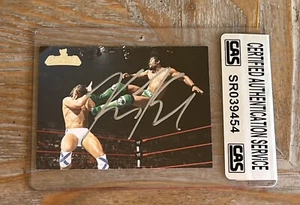 CERTIFIED AUTHENTICATION SERVICE
SR039454
CAS
CAS